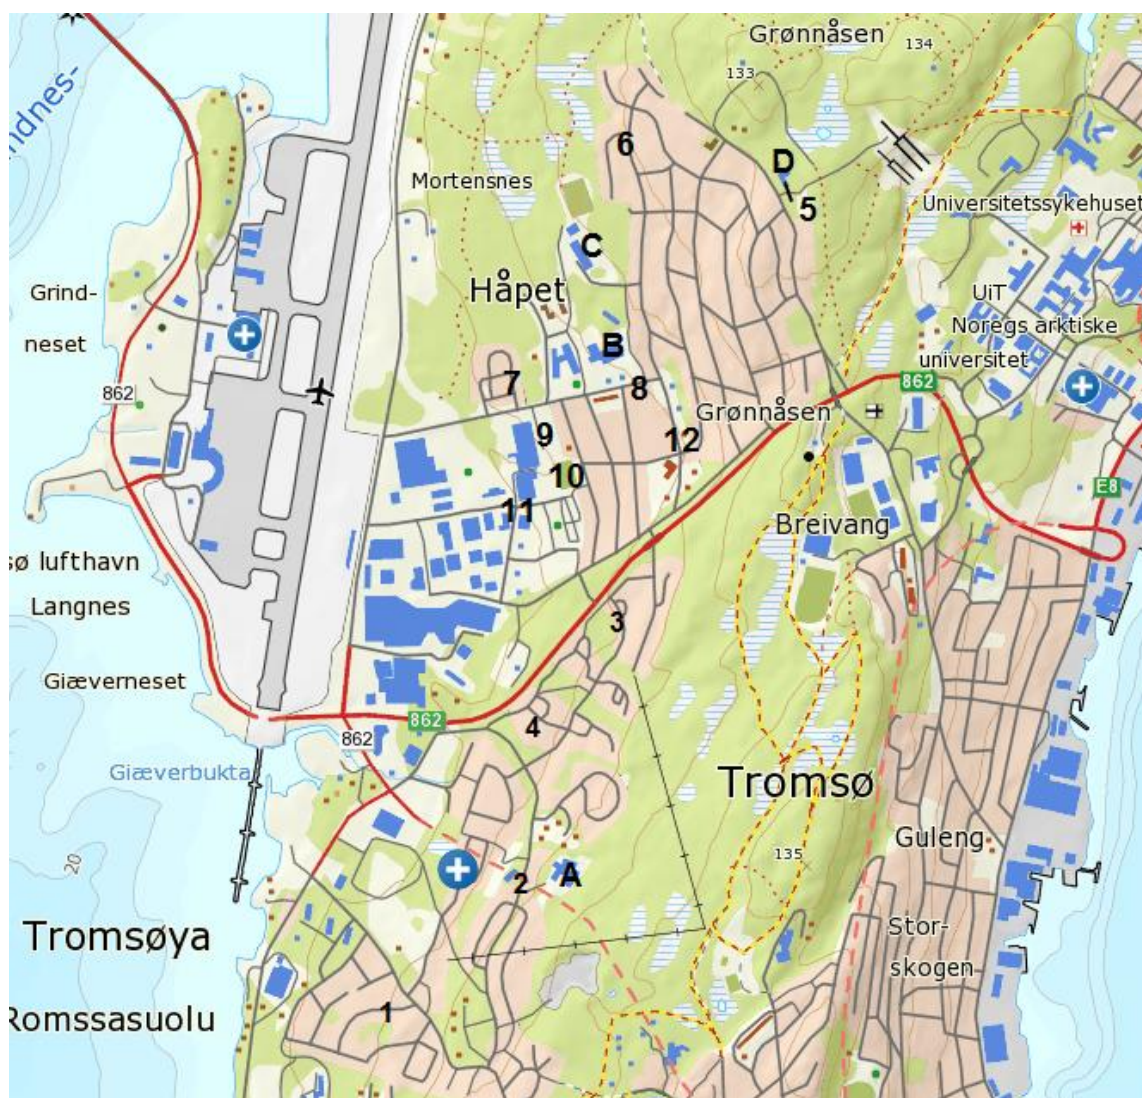 Grønnåsen
134
133
ndnes-
6
D
Mortensnes
5
Universitetssykehuset
C
Håpet
Grind-
neset
UiT
Noregs arktiske
universitet
B
7
8
862
862
Grønnåsen
9
12
10
E8
11
Breivang
sø lufthavn
Langnes
3
Giæverneset
862
4
862
Giæverbukta
Tromsø
Guleng
20
135
A
2
Tromsøya
Stor-
skogen
1
Romssasuolu